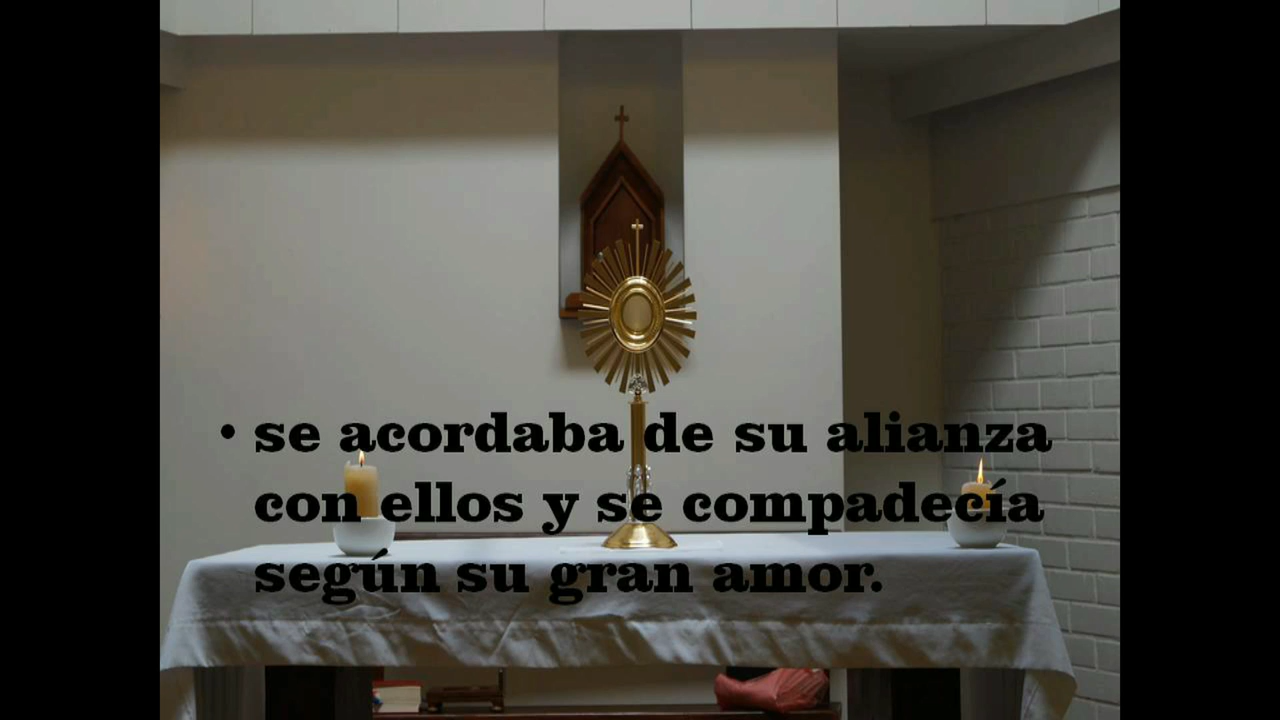 • se acordaba de su alianza
con ellos y se compadecía
según su gran amor.